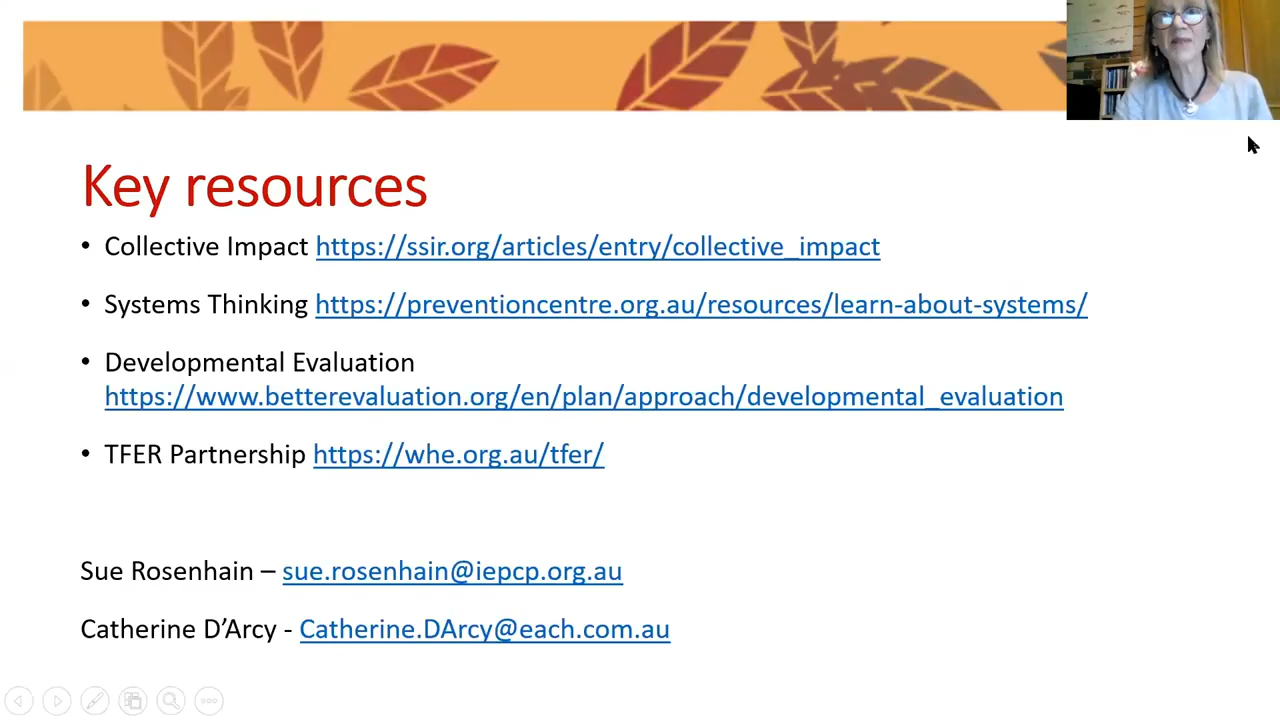 Key resources
• Collective Impact https://ssir.org/articles/entry/collective_impact
• Systems Thinking https://preventioncentre.org.au/resources/learn-about-systems/
• Developmental Evaluation
https://www.betterevaluation.org/en/plan/approach/developmental_evaluation
• TFER Partnership https://whe.org.au/tfer/
Sue Rosenhain – sue.rosenhain@iepcp.org.au
Catherine D’Arcy - Catherine.DArcy@each.com.au